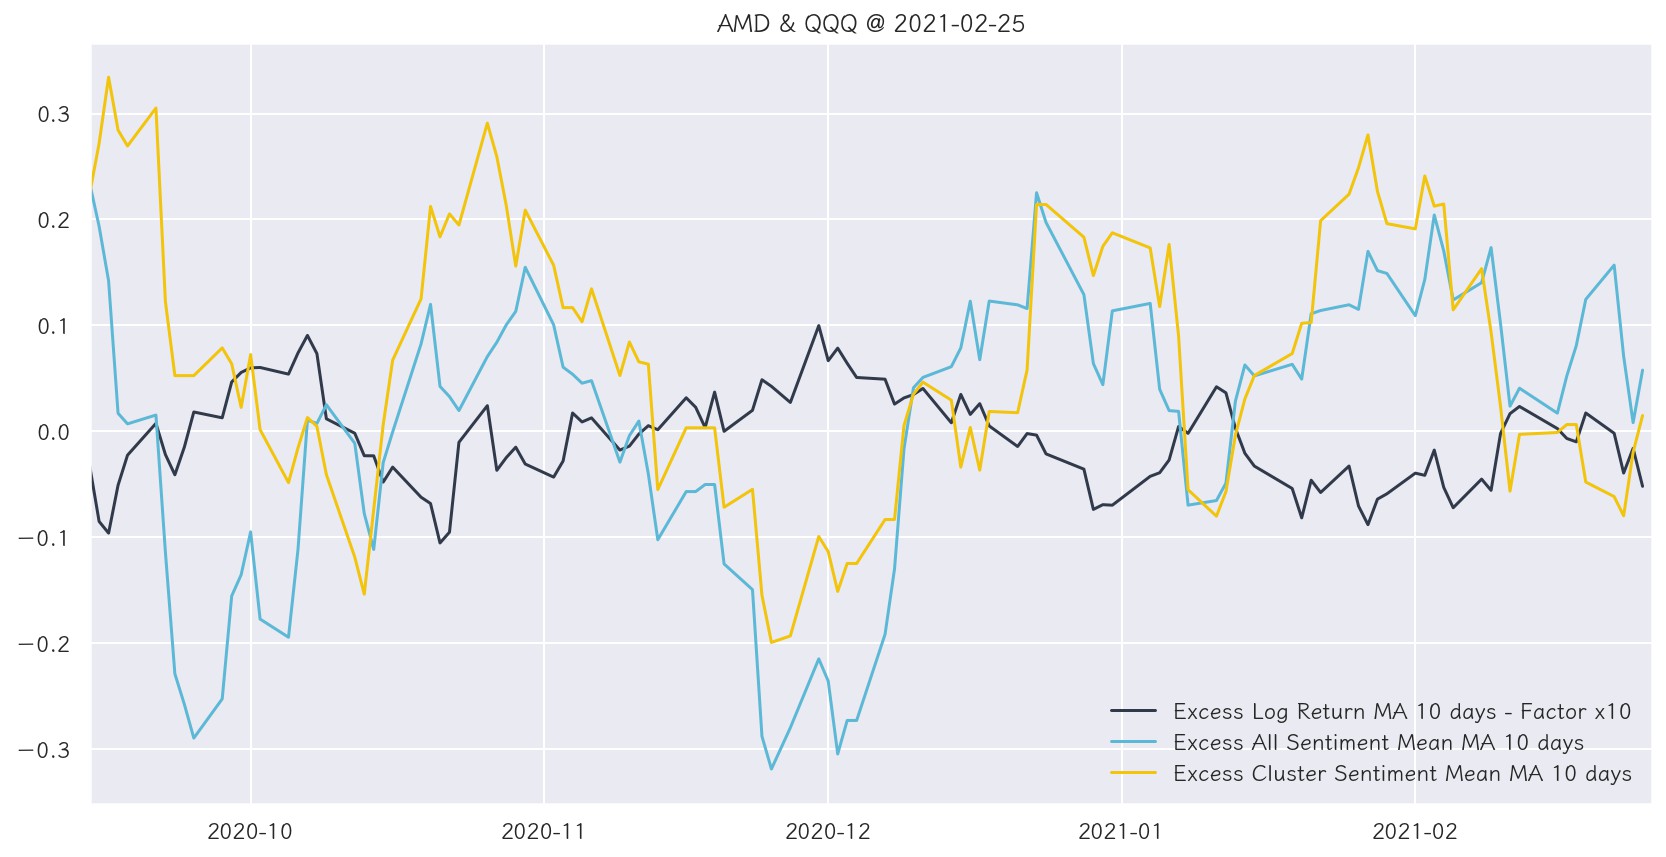 AMD & QQQ @ 2021-02-25
0.3
0.2
0.1
0.0
−0.1
−0.2
−0.3
Excess Log Return MA 10 days - Factor x10
Excess All Sentiment Mean MA 10 days
Excess Cluster Sentiment Mean MA 10 days
2020-10 2020-11 2020-12 2021-01 2021-02